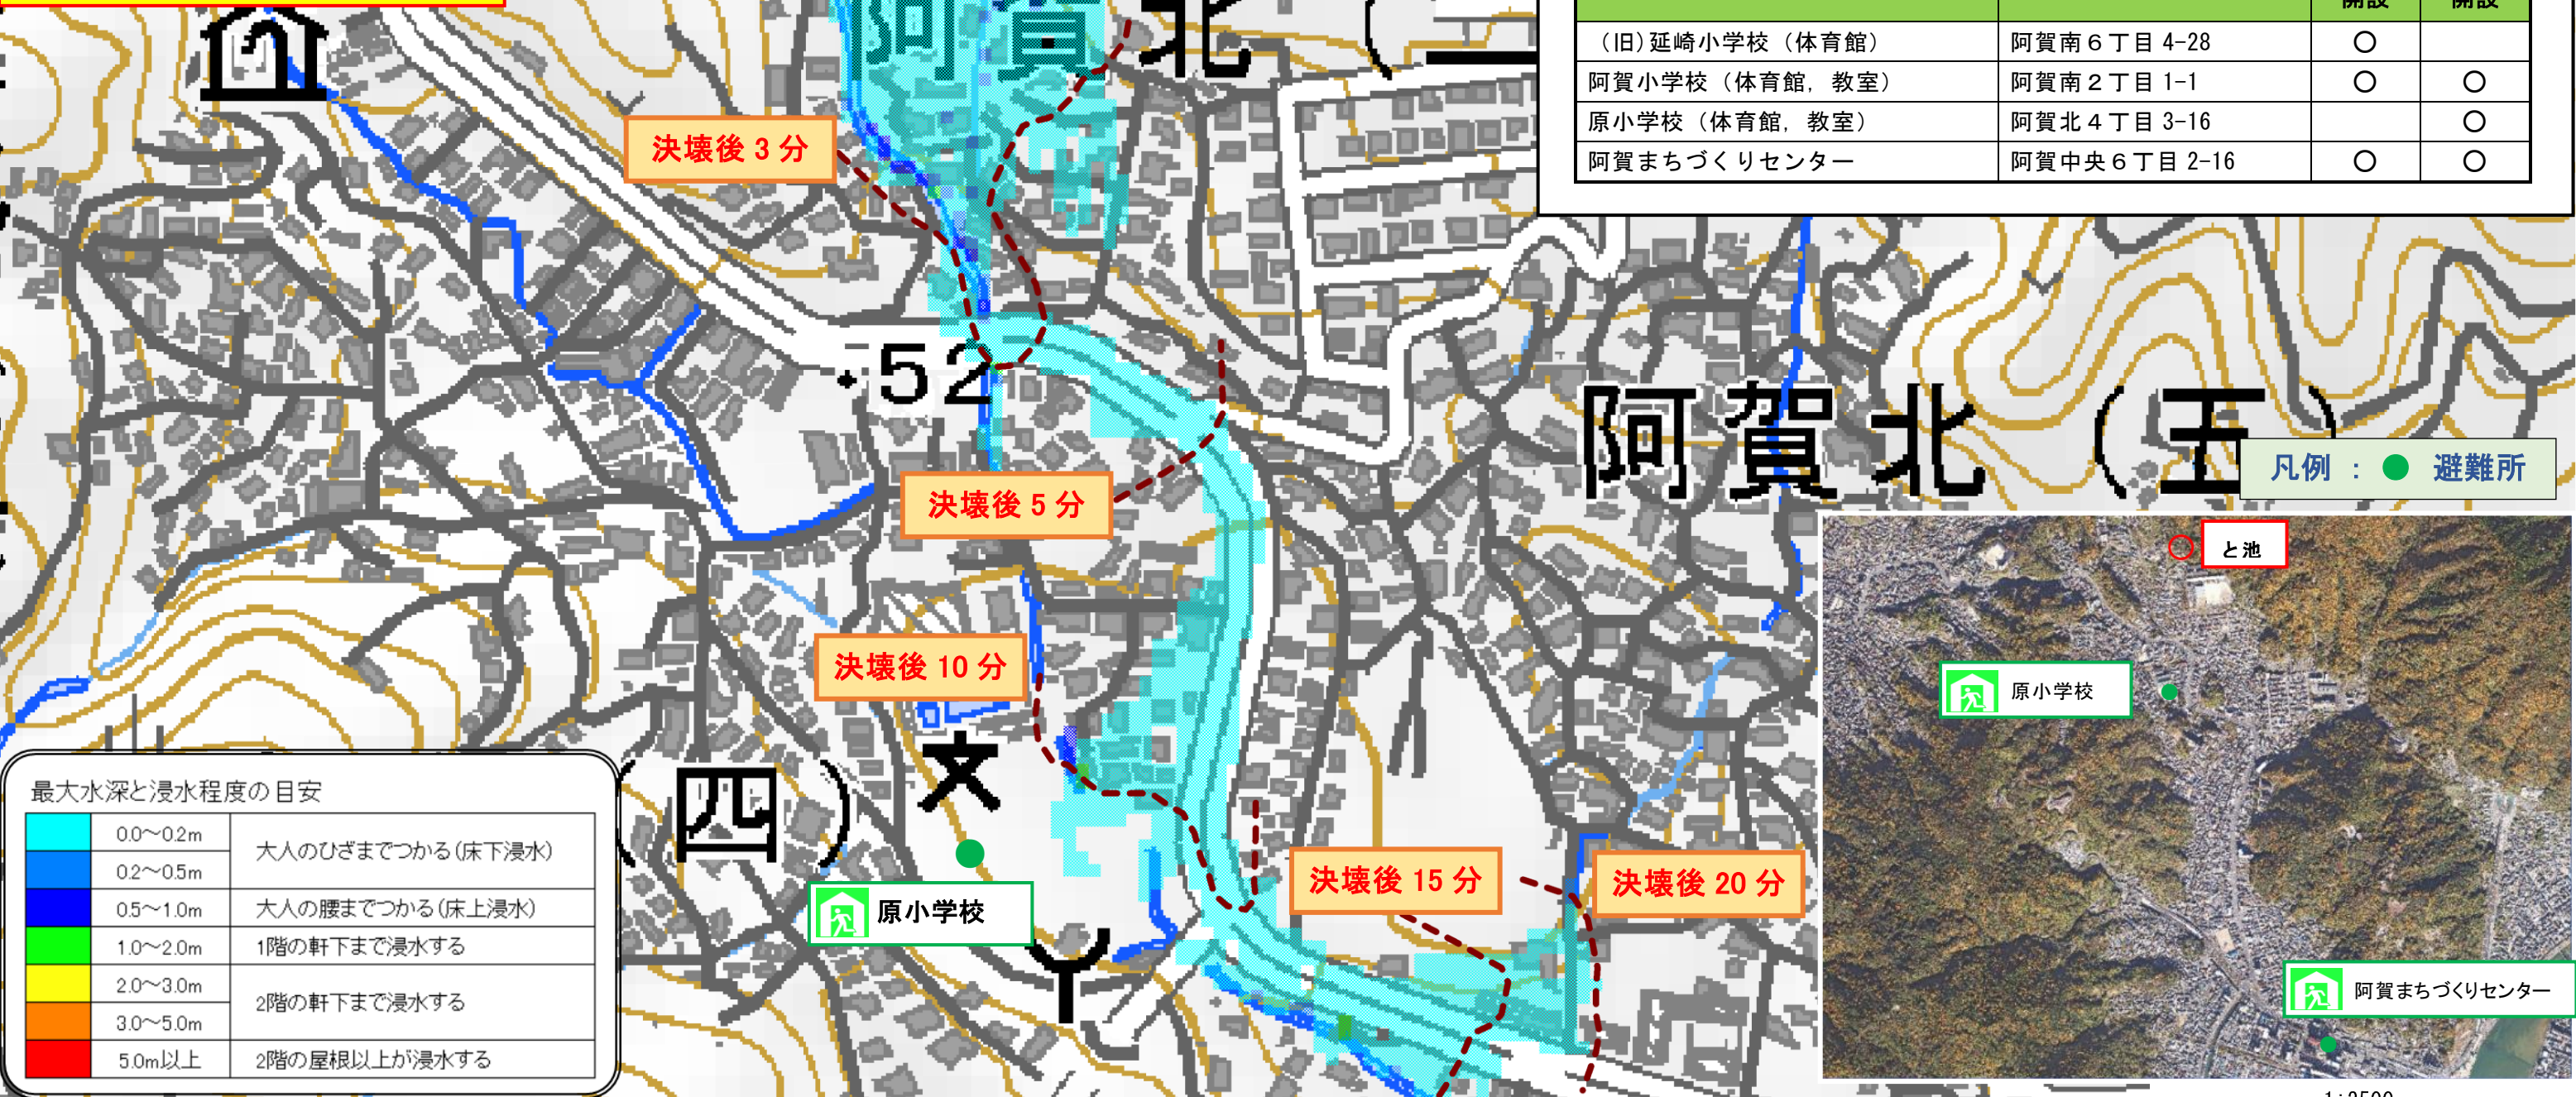 開設 開設
（旧）延崎小学校（体育館） 阿賀南６丁目 4-28 ○
阿賀小学校（体育館，教室） 阿賀南２丁目 1-1 ○ ○
原小学校（体育館，教室） 阿賀北４丁目 3-16 ○
阿賀まちづくりセンター 阿賀中央６丁目 2-16 ○ ○
阿賀北（
決壊後 3 分
・52
阿賀北（五）
凡例 ： ● 避難所
決壊後 5 分
と池
決壊後 10 分
原小学校
文
（四）
決壊後 15 分
決壊後 20 分
原小学校
阿賀まちづくりセンター
最大水深と浸水程度の目安
0.0～0.2m 大人のひざまでつかる(床下浸水)
0.2～0.5m
0.5～1.0m 大人の腰までつかる(床上浸水)
1.0～2.0m 1階の軒下まで浸水する
2.0～3.0m 2階の軒下まで浸水する
3.0～5.0m
5.0m以上 2階の屋根以上が浸水する